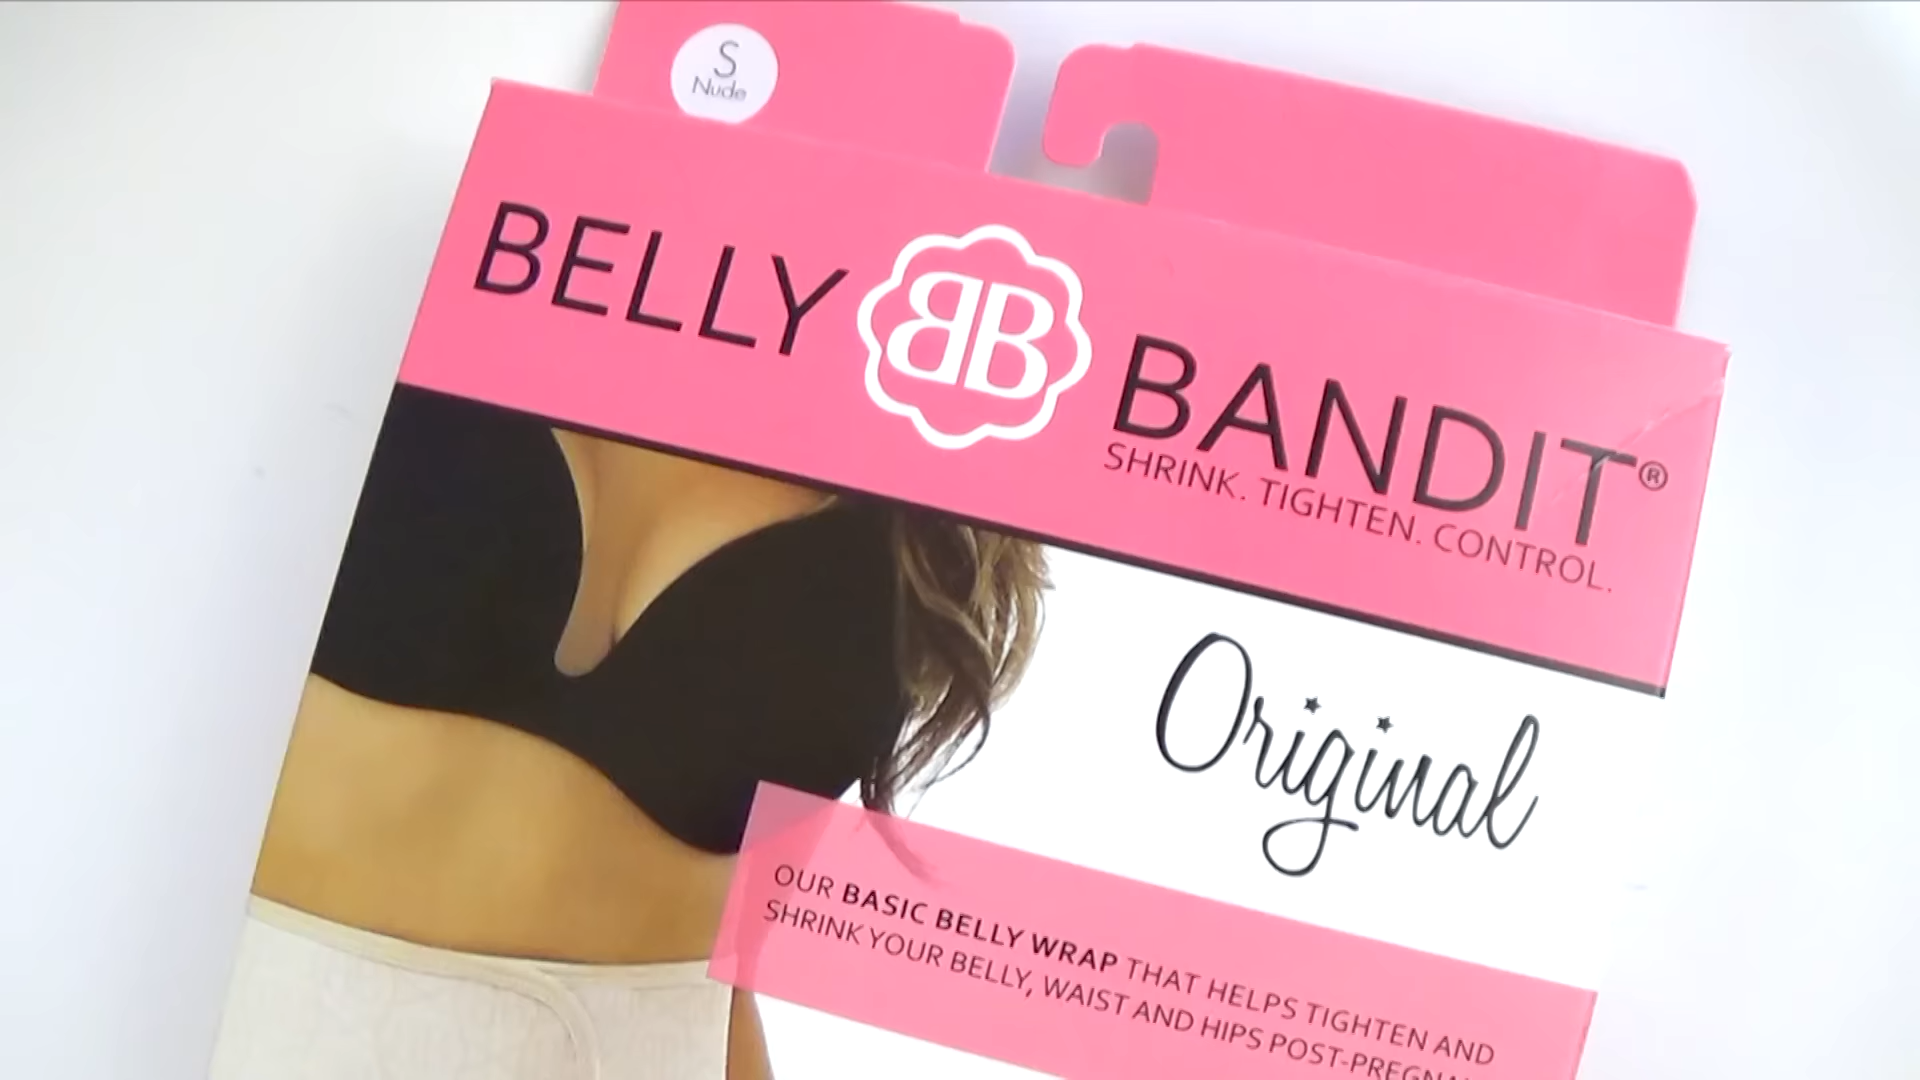 S
Nude
BELLY BB BANDIT®
SHRINK. TIGHTEN. CONTROL.
Original
OUR BASIC BELLY WRAP THAT HELPS TIGHTEN AND
SHRINK YOUR BELLY, WAIST AND HIPS